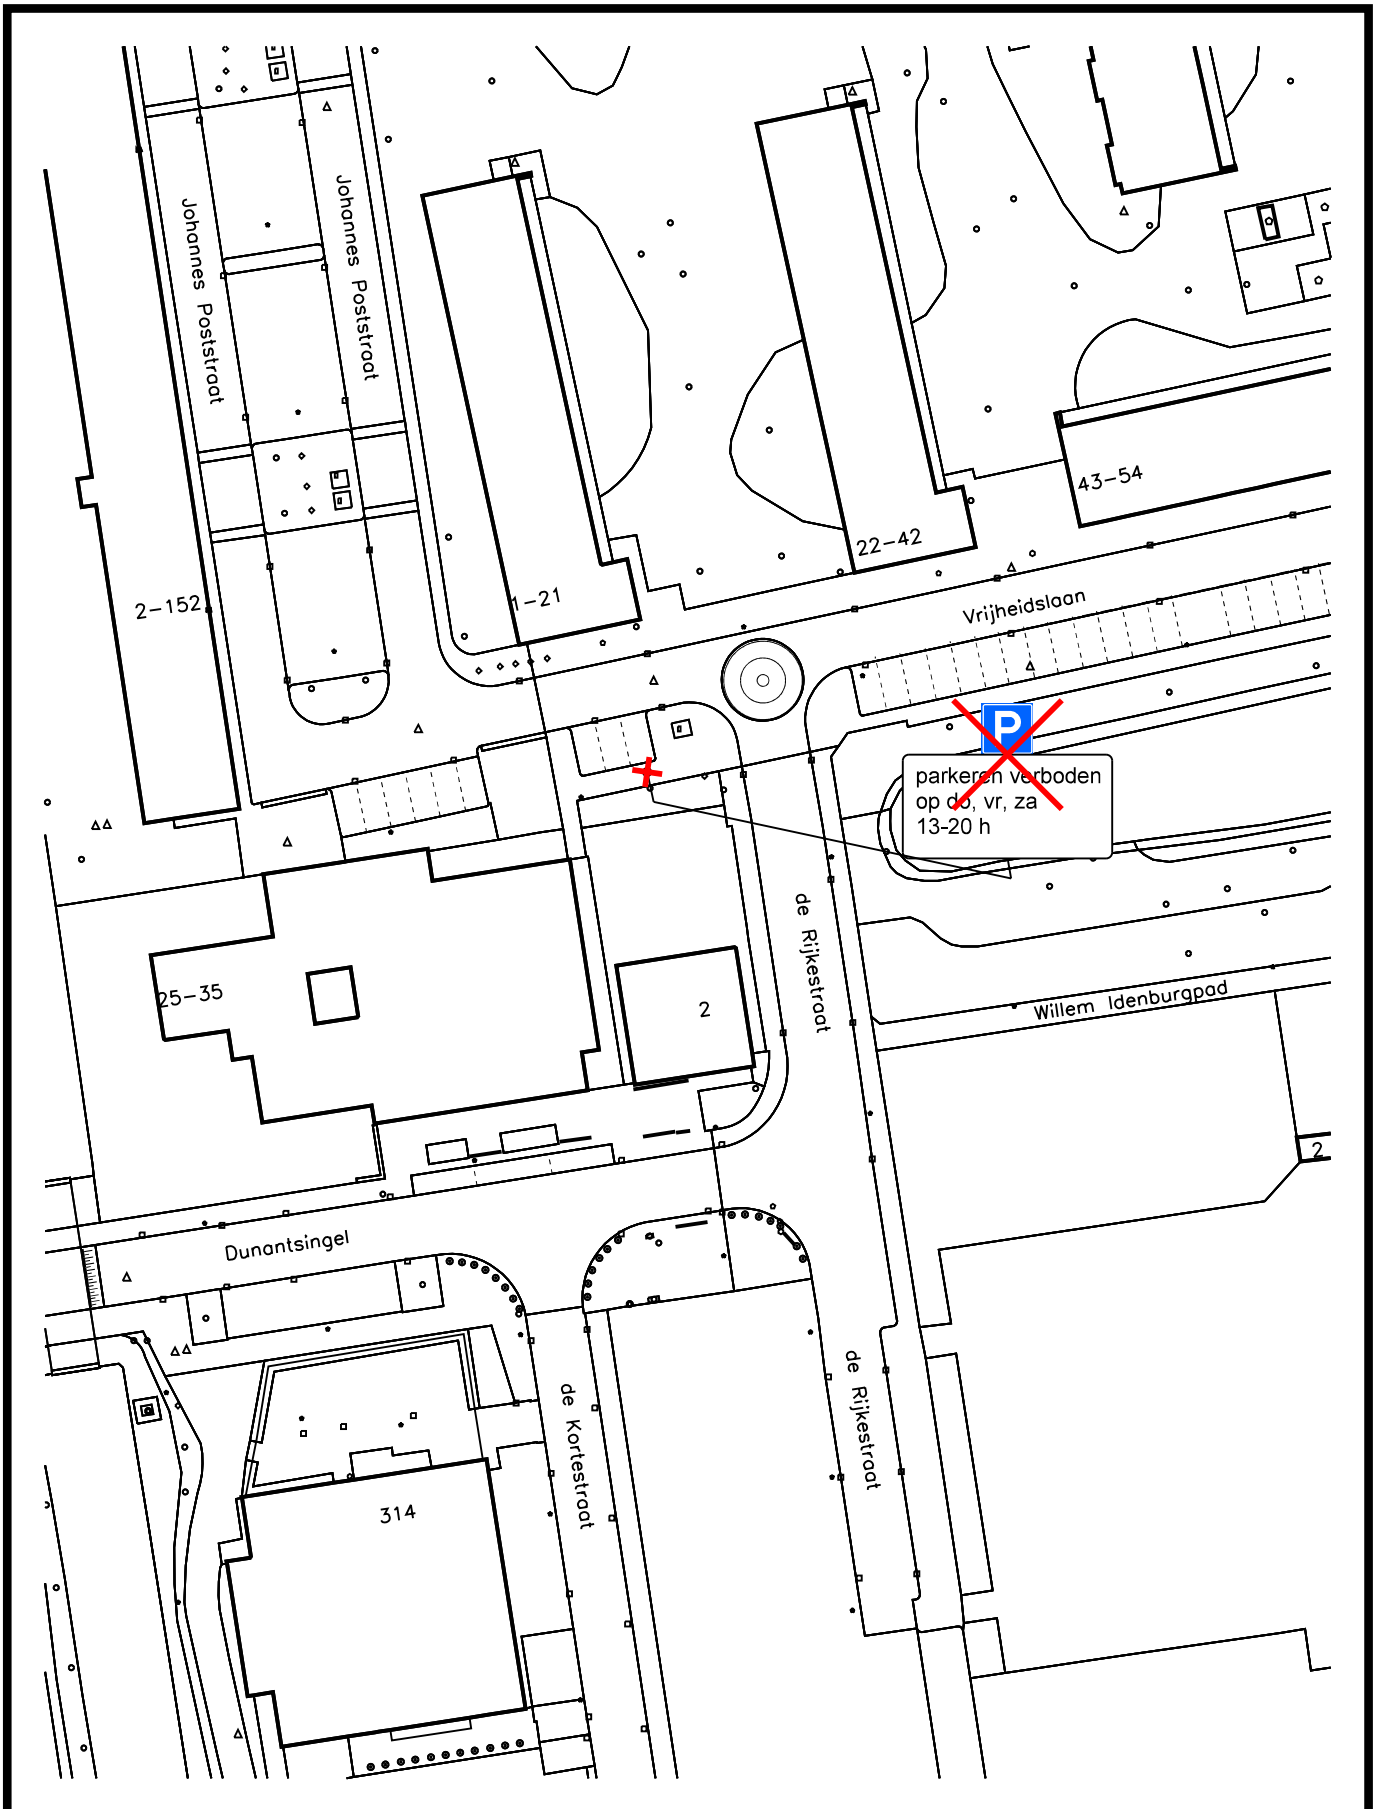 Johannes Poststraat
Johannes Poststraat
43-54
22-42
2-152
1-21
Vrijheidslaan
P
parkeren verboden
op do, vr, za
13-20 h
de Rijkestraat
25-35
2
Willem Idenburgpad
2
Dunantsingel
de Kortestraat
de Rijkestraat
314